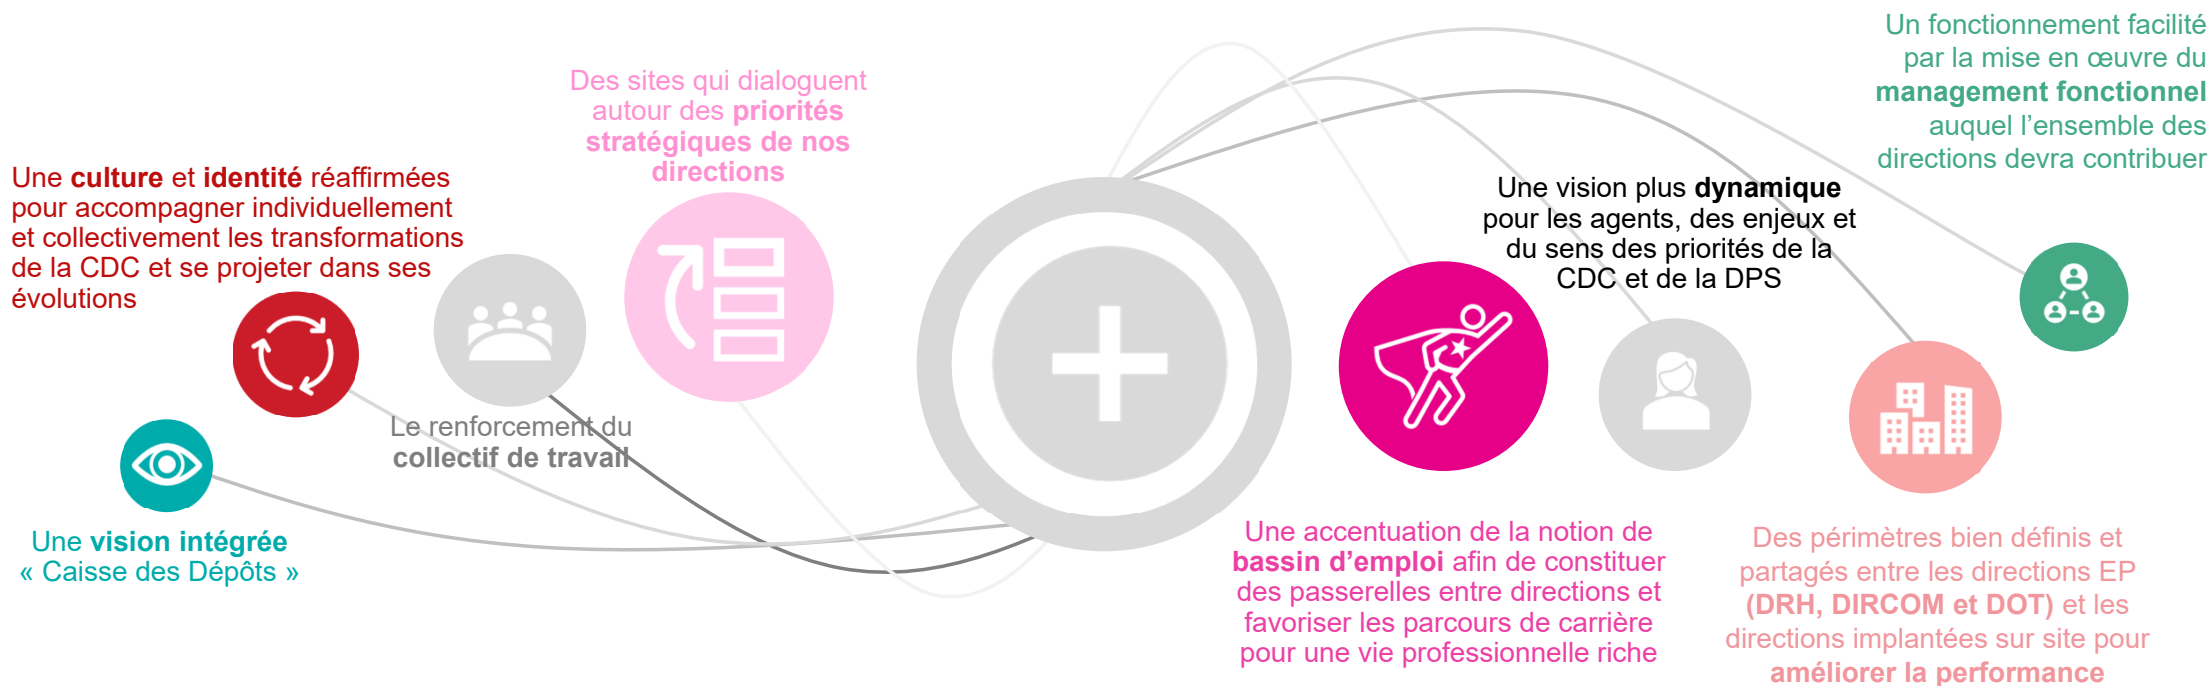 Une vision intégrée
« Caisse des Dépôts »
Une culture et identité réaffirmées
pour accompagner individuellement
et collectivement les transformations
de la CDC et se projeter dans ses
évolutions
Le renforcement du
collectif de travail
Des sites qui dialoguent
autour des priorités
stratégiques de nos
directions
Une accentuation de la notion de
bassin d’emploi afin de constituer
des passerelles entre directions et
favoriser les parcours de carrière
pour une vie professionnelle riche
Une vision plus dynamique
pour les agents, des enjeux et
du sens des priorités de la
CDC et de la DPS
Des périmètres bien définis et
partagés entre les directions EP
(DRH, DIRCOM et DOT) et les
directions implantées sur site pour
améliorer la performance
Un fonctionnement facilité
par la mise en œuvre du
management fonctionnel
auquel l’ensemble des
directions devra contribuer